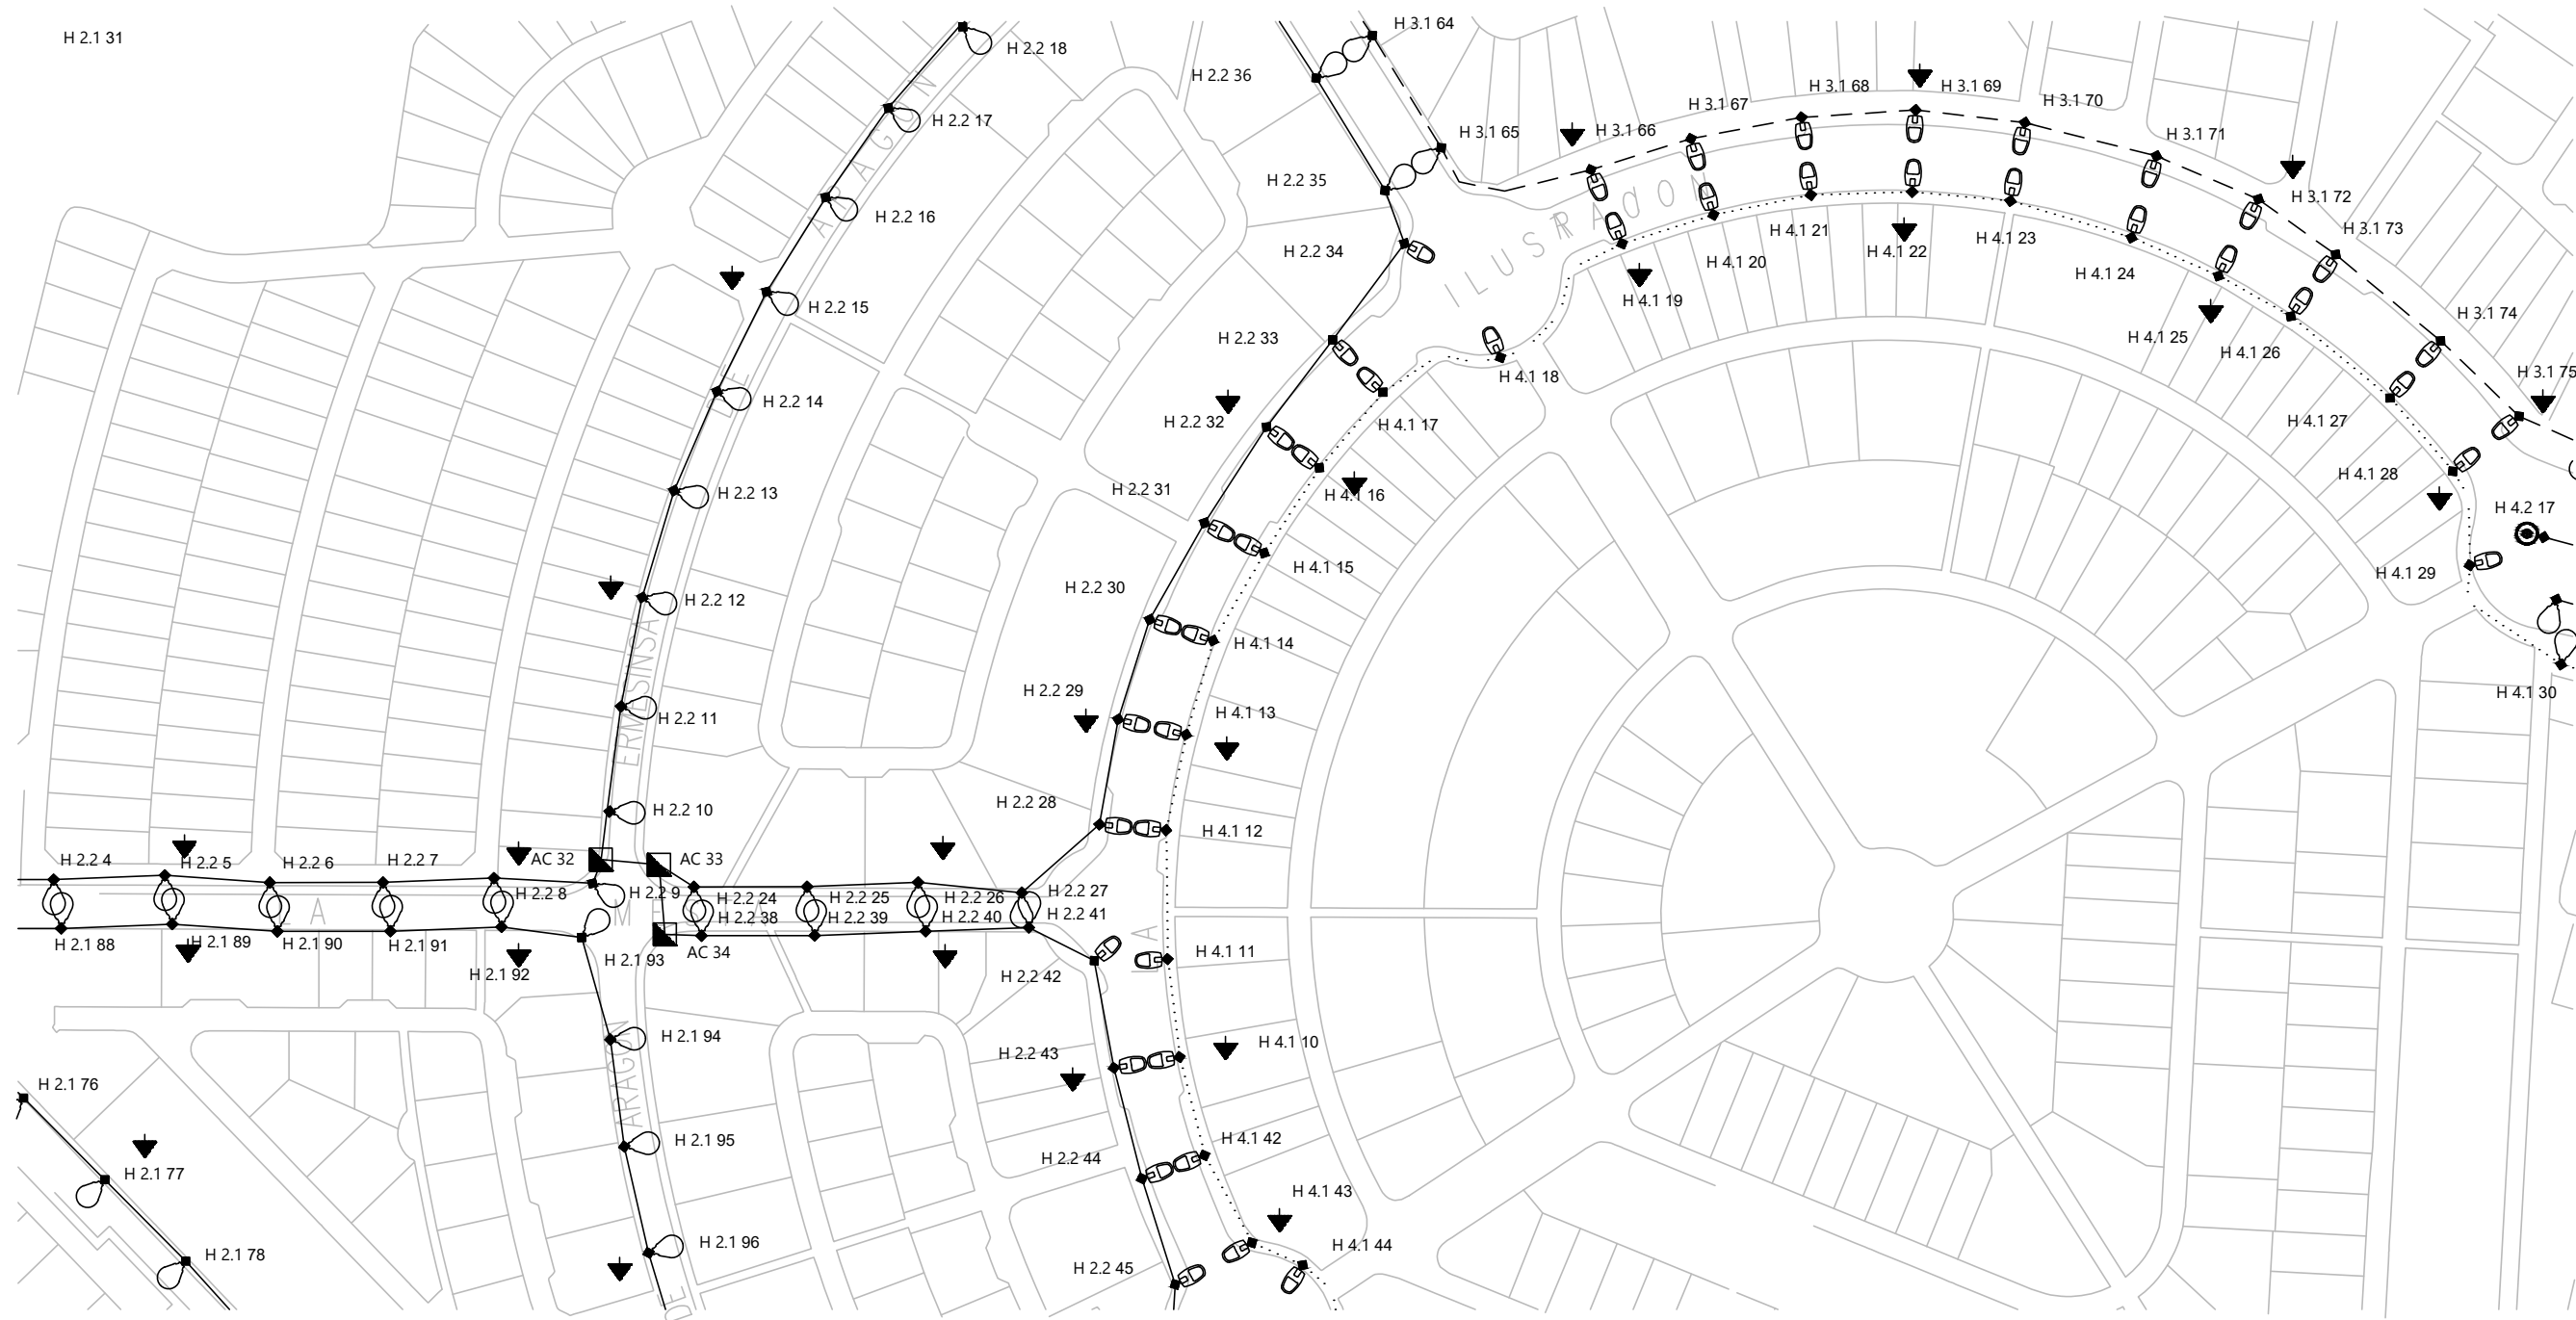 H 2.1 31
H 2.2 18
H 2.2 17
H 2.2 16
H 2.2 15
H 2.2 14
H 2.2 13
H 2.2 12
H 2.2 11
H 2.2 10
ARAGON
DE
ERMESINSA
H 2.2 36
H 2.2 35
H 2.2 34
H 2.2 33
H 2.2 32
H 2.2 31
H 2.2 30
H 2.2 29
H 2.2 28
H 3.1 64
H 3.1 65
H 3.1 66
H 3.1 67
H 3.1 68
H 3.1 69
H 3.1 70
H 3.1 71
H 3.1 72
H 3.1 73
H 3.1 74
H 3.1 75
ILUSRACION
H 4.1 19
H 4.1 20
H 4.1 21
H 4.1 22
H 4.1 23
H 4.1 24
H 4.1 25
H 4.1 26
H 4.1 27
H 4.1 28
H 4.2 17
H 4.1 29
H 4.1 30
H 4.1 18
H 4.1 17
H 4.1 16
H 4.1 15
H 4.1 14
H 4.1 13
H 4.1 12
LA
H 4.1 11
H 4.1 10
H 4.1 42
H 4.1 43
H 4.1 44
H 2.2 4
H 2.2 5
H 2.2 6
H 2.2 7
H 2.2 8
AC 32
AC 33
H 2.2 9
H 2.2 24
H 2.2 25
H 2.2 26
H 2.2 27
H 2.2 38
H 2.2 39
H 2.2 40
H 2.2 41
AC 34
H 2.1 88
H 2.1 89
H 2.1 90
H 2.1 91
H 2.1 92
H 2.1 93
H 2.2 42
H 2.2 43
H 2.2 44
H 2.2 45
H 2.1 94
H 2.1 95
H 2.1 96
ARAGON
DE
H 2.1 76
H 2.1 77
H 2.1 78